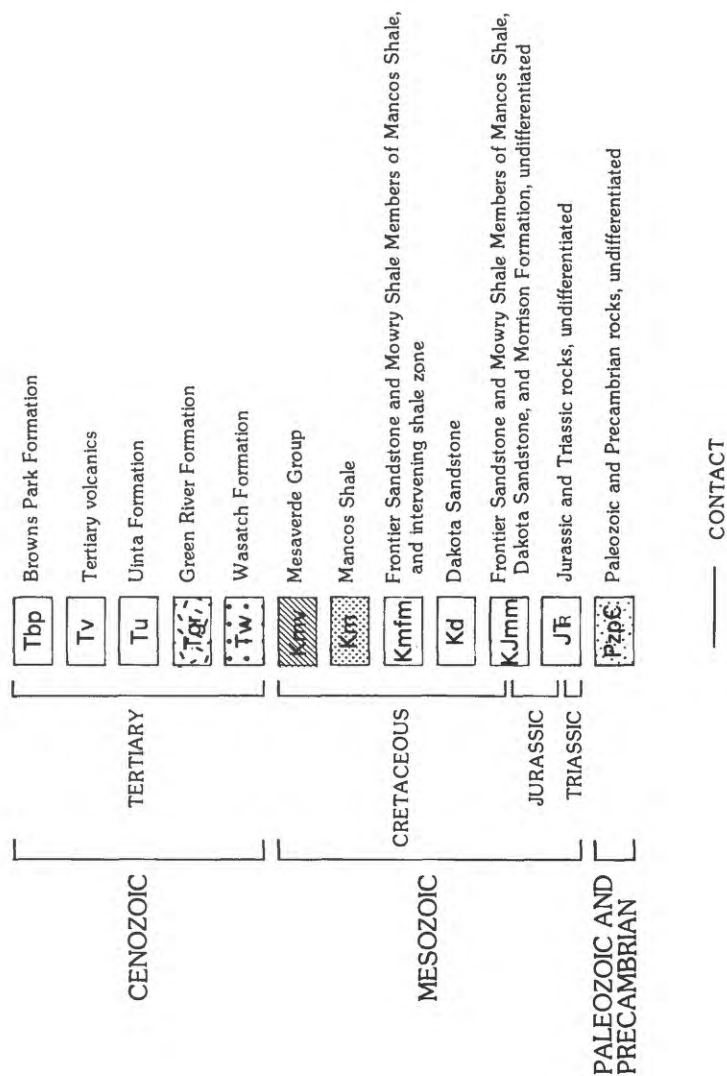 CENOZOIC
TERTIARY
Tbp Browns Park Formation
Tv Tertiary volcanics
Tu Uinta Formation
Tgr Green River Formation
Tw Wasatch Formation
MESOZOIC
CRETACEOUS
Kmv Mesaverde Group
Km Mancos Shale
Kmfm Frontier Sandstone and Mowry Shale Members of Mancos Shale,
and intervening shale zone
Kd Dakota Sandstone
KJmm Frontier Sandstone and Mowry Shale Members of Mancos Shale,
Dakota Sandstone, and Morrison Formation, undifferentiated
JURASSIC
JTR Jurassic and Triassic rocks, undifferentiated
TRIASSIC
PALEOZOIC AND
PRECAMBRIAN
PzpЄ Paleozoic and Precambrian rocks, undifferentiated
CONTACT